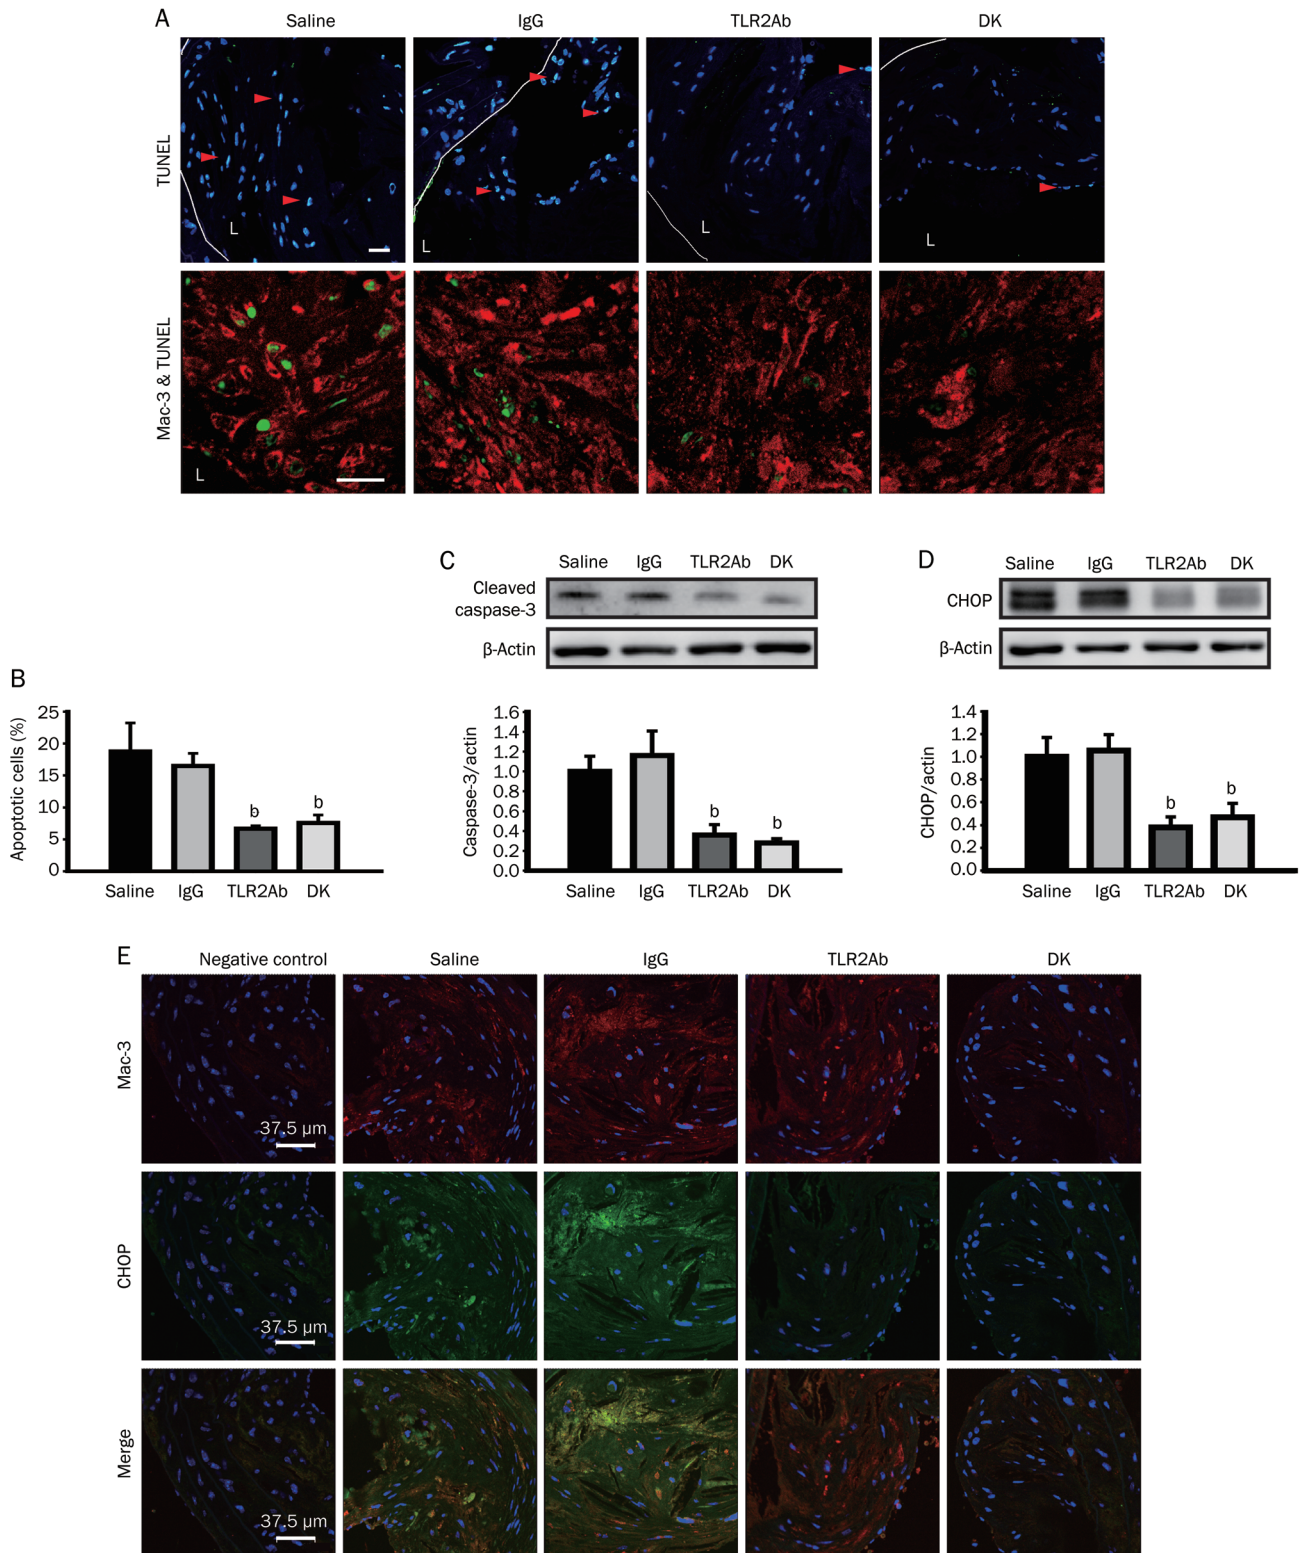 A
Saline IgG TLR2Ab DK
TUNEL
L L L L
Mac-3 & TUNEL
L
C
Saline IgG TLR2Ab DK
Cleaved
caspase-3
β-Actin
D
Saline IgG TLR2Ab DK
CHOP
β-Actin
B
Apoptotic cells (%)
25
20
15
10
5
0
b b
Saline IgG TLR2Ab DK
Caspase-3/actin
1.6
1.4
1.2
1.0
0.8
0.6
0.4
0.2
0.0
b b
Saline IgG TLR2Ab DK
CHOP/actin
1.4
1.2
1.0
0.8
0.6
0.4
0.2
0.0
b b
Saline IgG TLR2Ab DK
E
Negative control Saline IgG TLR2Ab DK
Mac-3
37.5 µm
CHOP
37.5 µm
Merge
37.5 µm